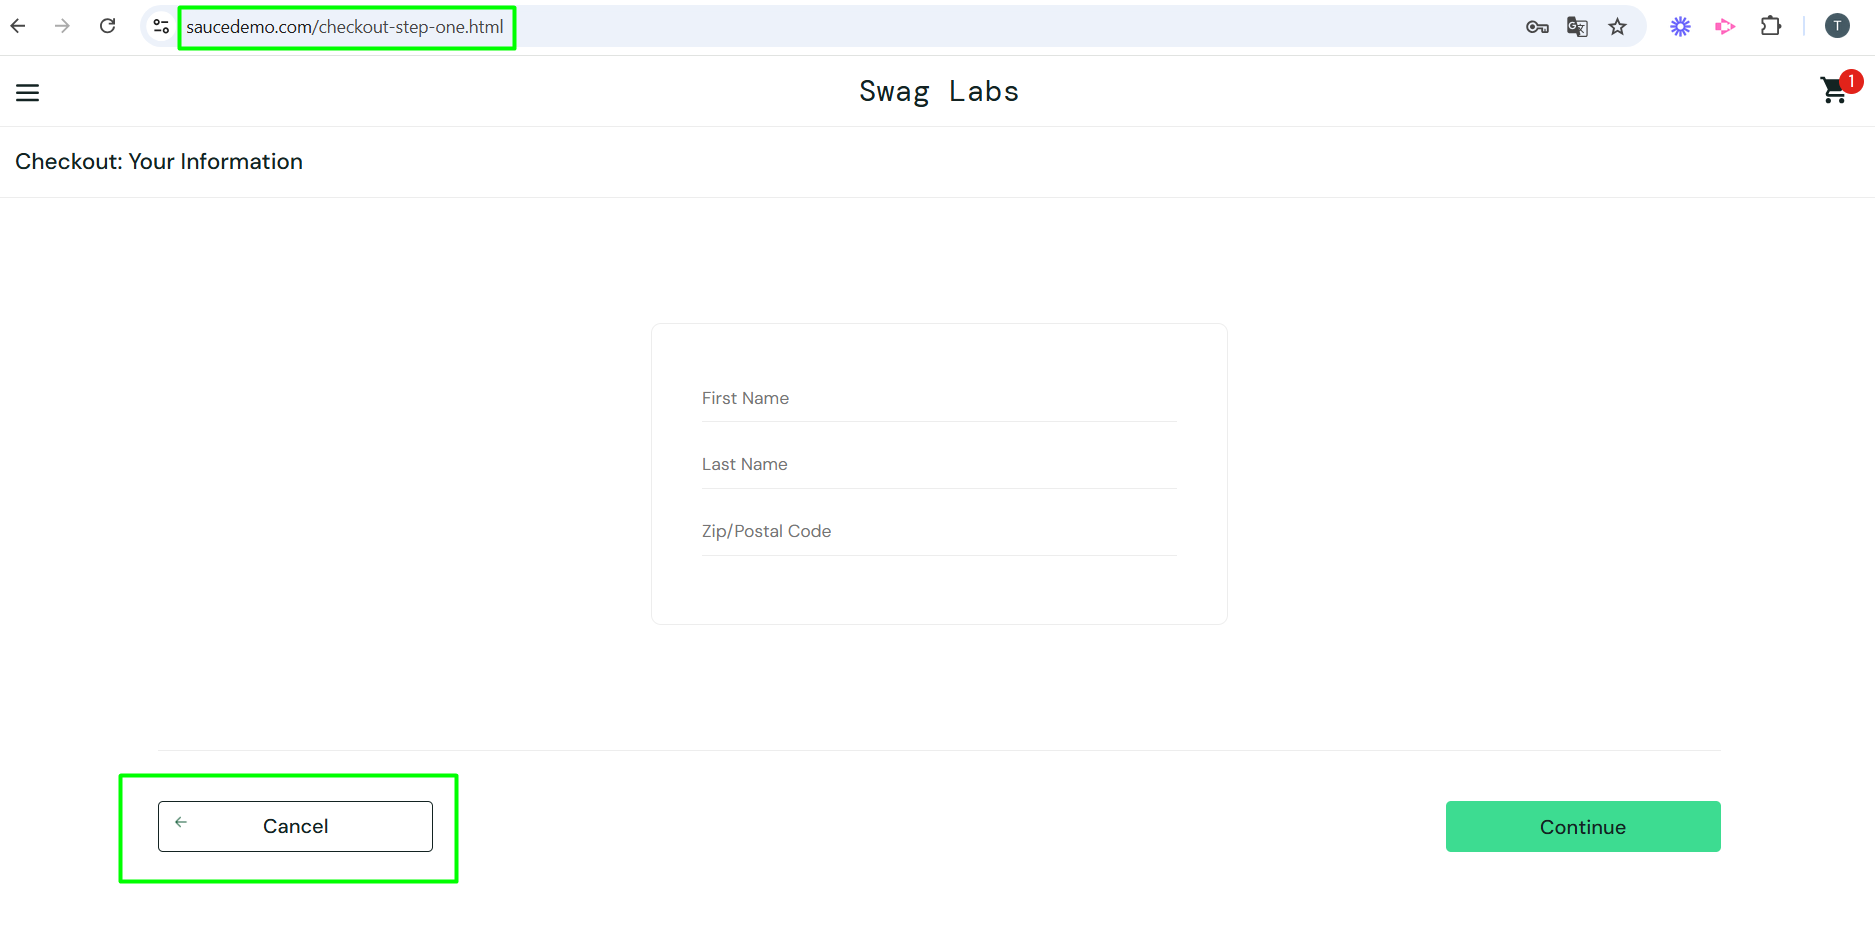 saucedemo.com/checkout-step-one.html
T
Swag Labs
1
Checkout: Your Information
First Name
Last Name
Zip/Postal Code
Cancel
Continue